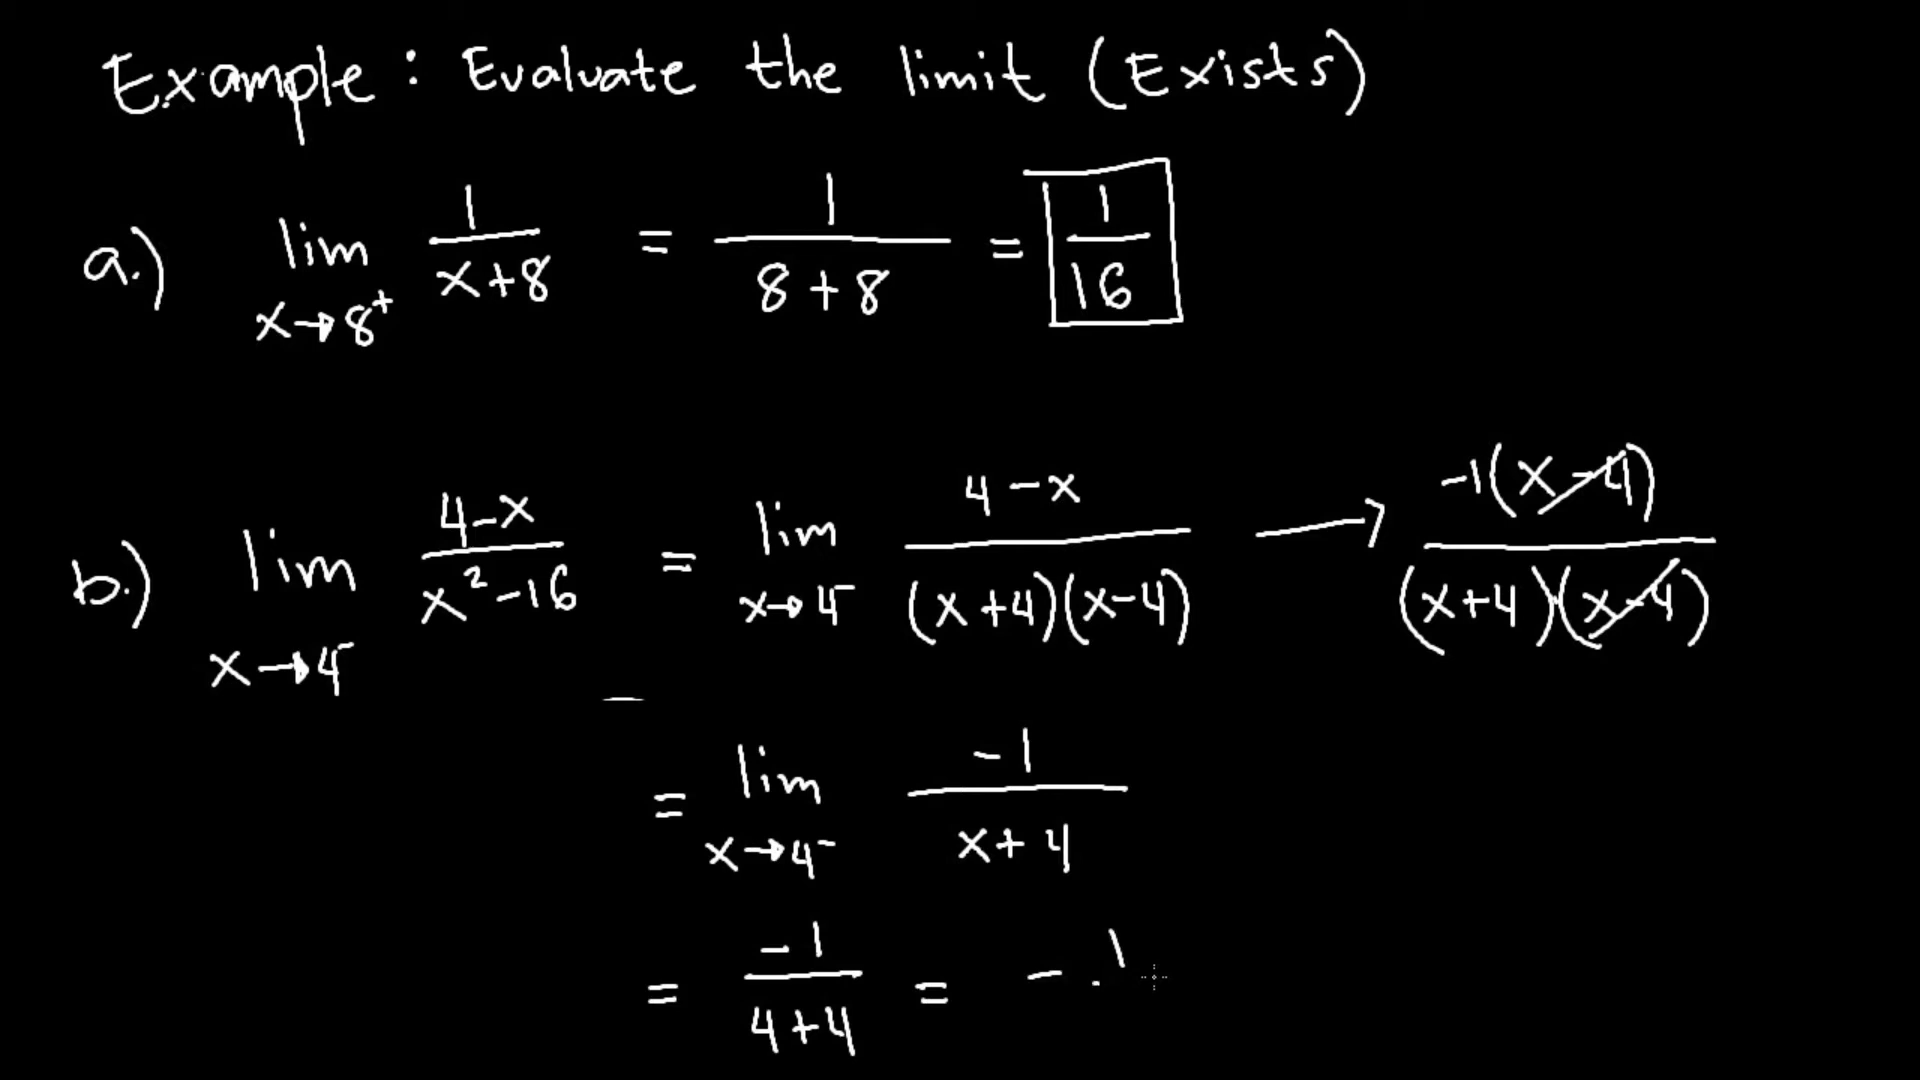 Example: Evaluate the limit (Exists)
a.) lim x→8⁺ 1/(x+8) = 1/(8+8) = 1/16
b.) lim x→4⁻ (4-x)/(x²-16) = lim x→4⁻ (4-x)/((x+4)(x-4)) → -1(x-4)/((x+4)(x-4))
= lim x→4⁻ -1/(x+4)
= -1/(4+4) = - 1